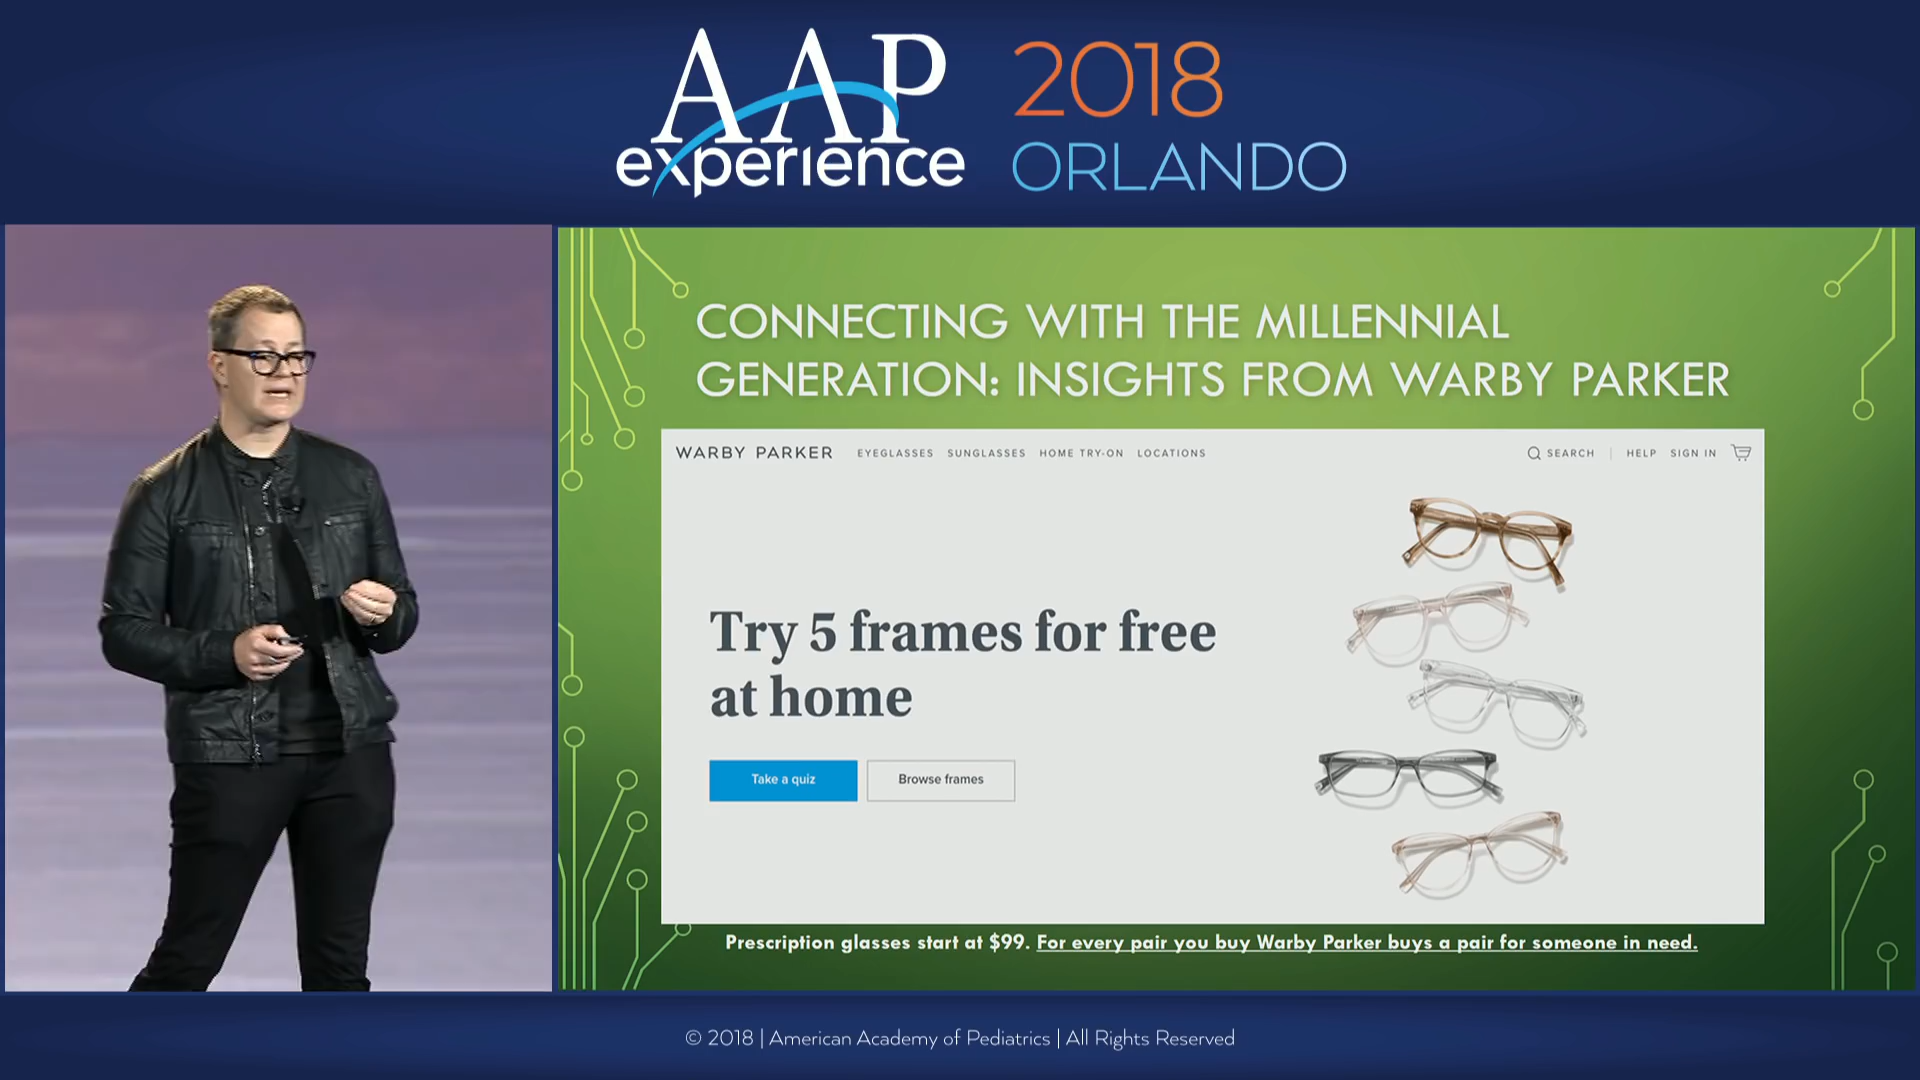 AAP
experience
2018
ORLANDO
CONNECTING WITH THE MILLENNIAL
GENERATION: INSIGHTS FROM WARBY PARKER
WARBY PARKER EYEGLASSES SUNGLASSES HOME TRY-ON LOCATIONS SEARCH | HELP SIGN IN
Try 5 frames for free
at home
Take a quiz Browse frames
Prescription glasses start at $99. For every pair you buy Warby Parker buys a pair for someone in need.
© 2018 | American Academy of Pediatrics | All Rights Reserved